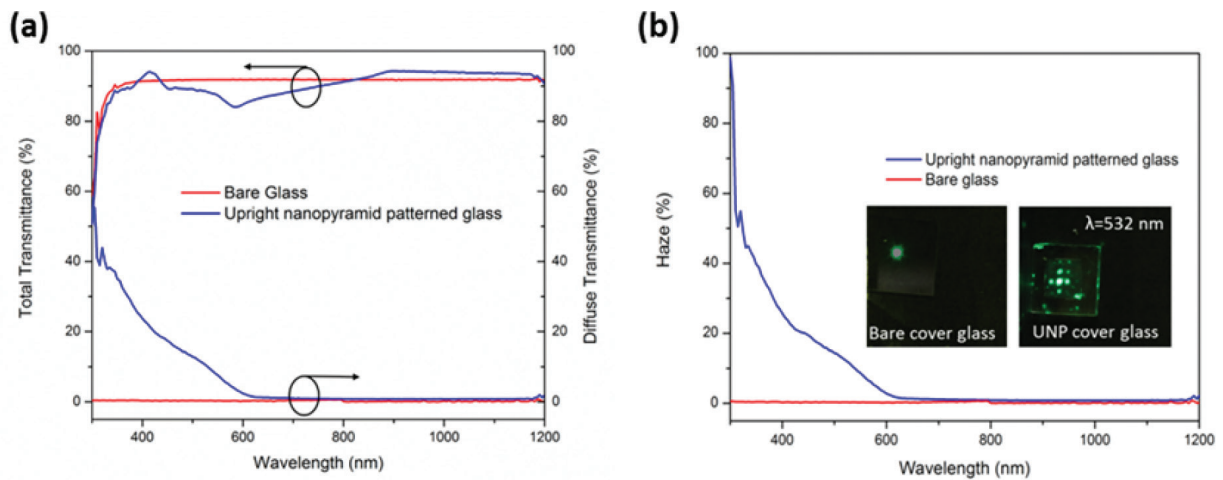 (a)
100
80
60
40
20
0
Total Transmittance (%)
100
80
60
40
20
0
Diffuse Transmittance (%)
Bare Glass
Upright nanopyramid patterned glass
400
600
800
1000
1200
Wavelength (nm)
(b)
100
80
60
40
20
0
Haze (%)
Upright nanopyramid patterned glass
Bare glass
λ=532 nm
Bare cover glass
UNP cover glass
400
600
800
1000
1200
Wavelength (nm)